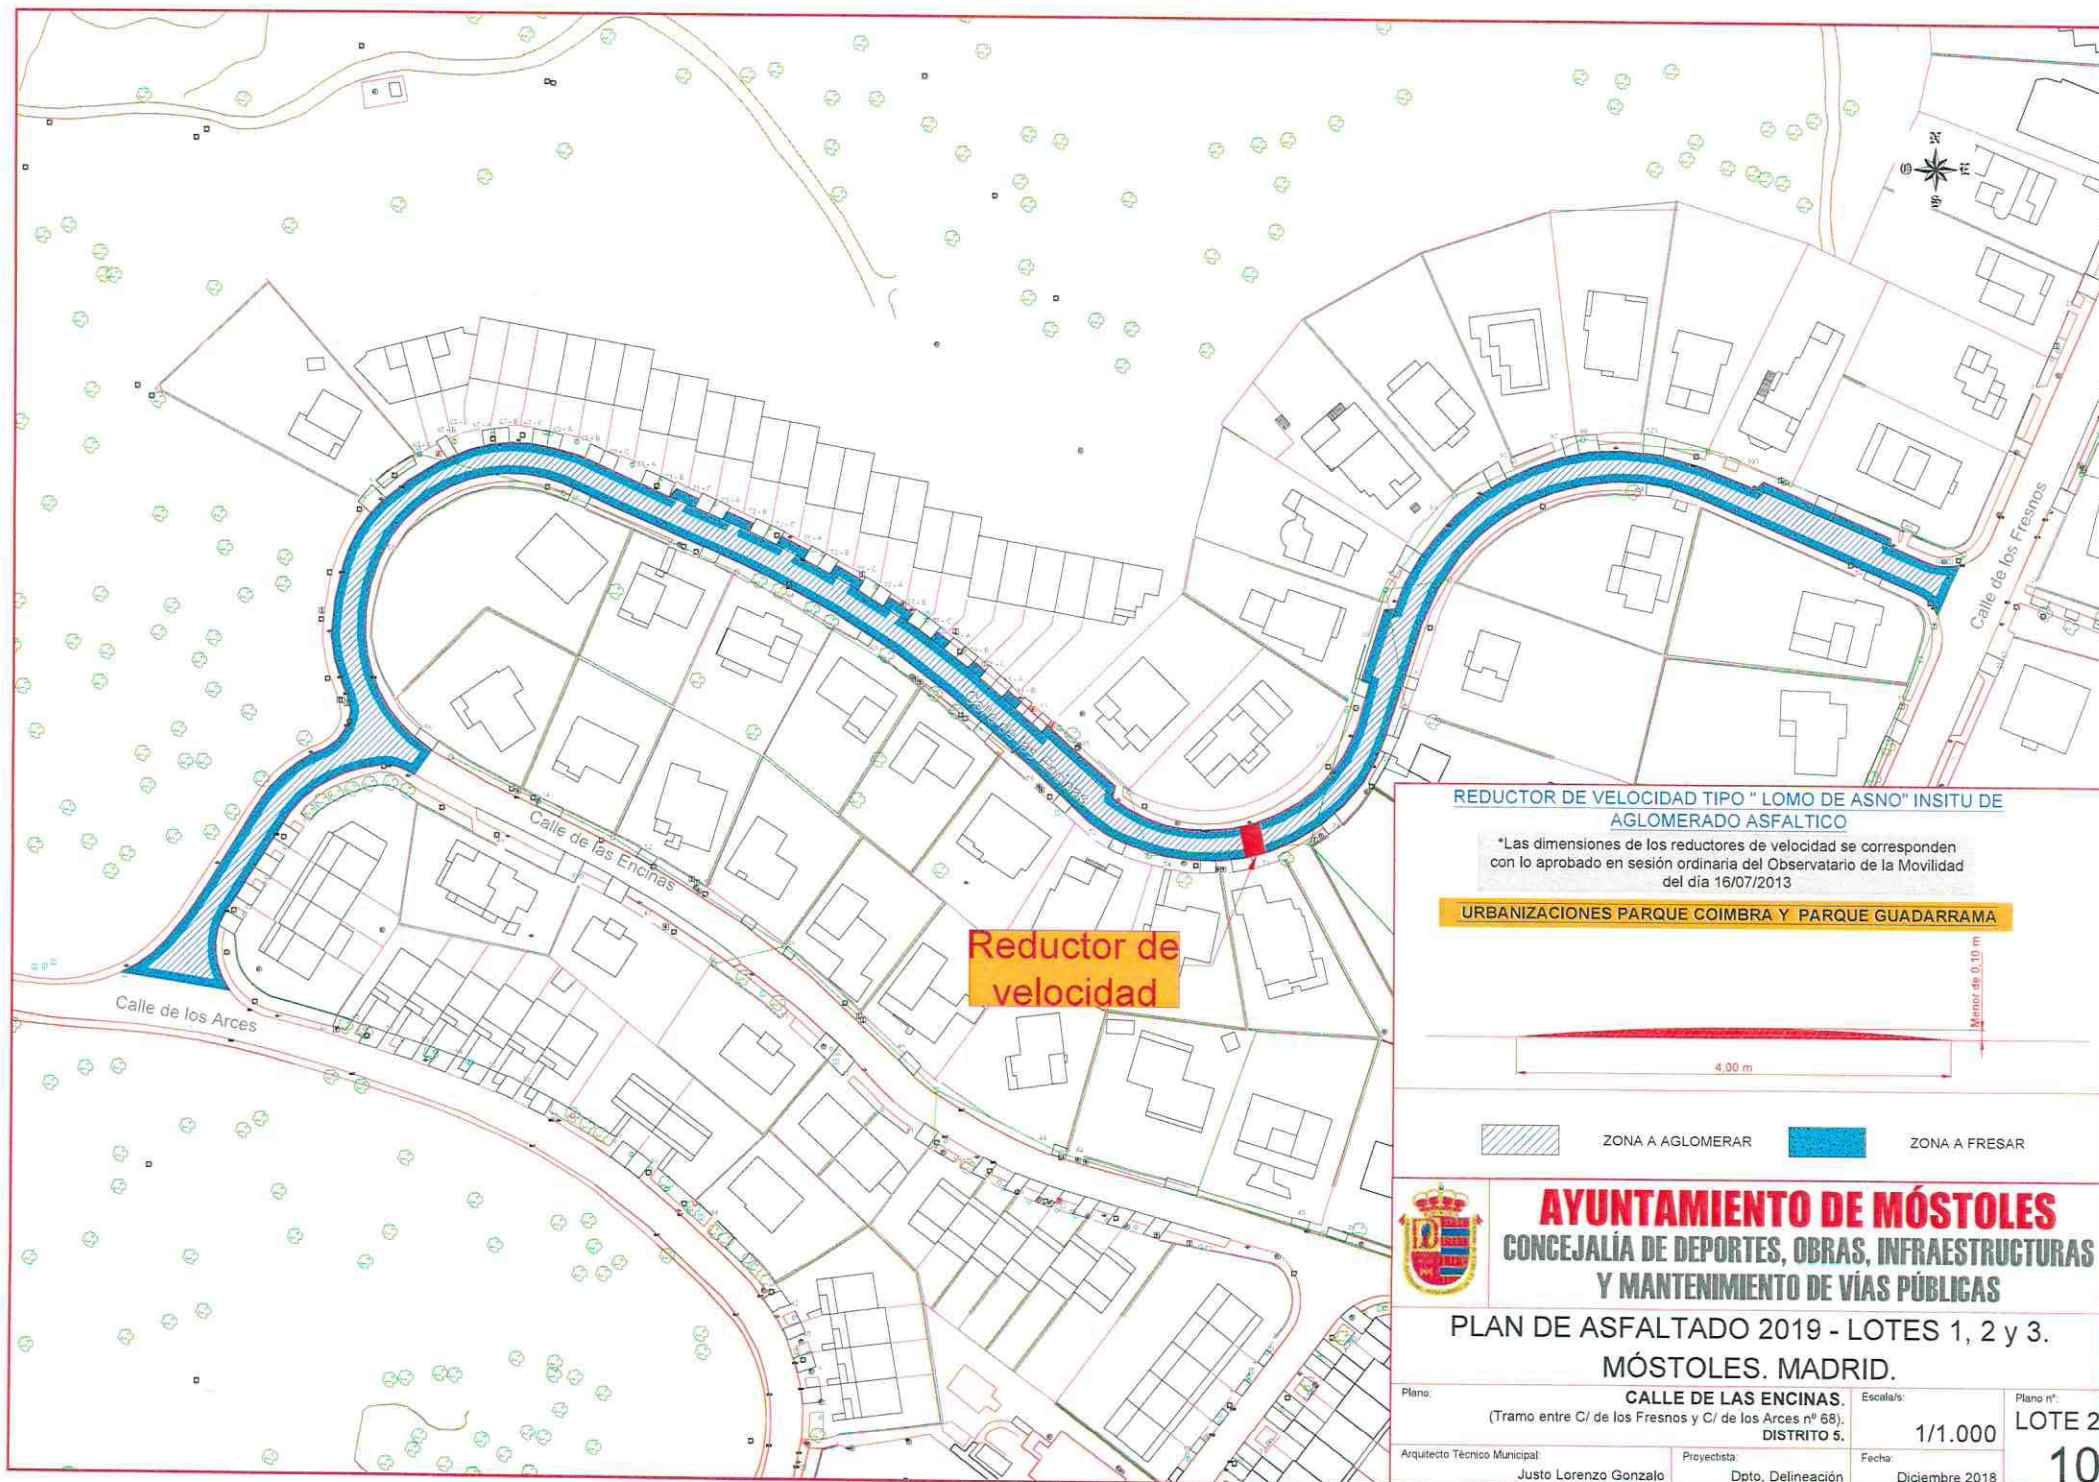 N
O E
S
Calle de los Fresnos
Calle de las Encinas
Calle de las Encinas
Calle de los Arces
Reductor de
velocidad
REDUCTOR DE VELOCIDAD TIPO " LOMO DE ASNO" INSITU DE
AGLOMERADO ASFALTICO
*Las dimensiones de los reductores de velocidad se corresponden
con lo aprobado en sesión ordinaria del Observatario de la Movilidad
del día 16/07/2013
URBANIZACIONES PARQUE COIMBRA Y PARQUE GUADARRAMA
Menor de 0,10 m
4,00 m
ZONA A AGLOMERAR
ZONA A FRESAR
AYUNTAMIENTO DE MÓSTOLES
CONCEJALÍA DE DEPORTES, OBRAS, INFRAESTRUCTURAS
Y MANTENIMIENTO DE VÍAS PÚBLICAS
PLAN DE ASFALTADO 2019 - LOTES 1, 2 y 3.
MÓSTOLES. MADRID.
Plano:
CALLE DE LAS ENCINAS.
(Tramo entre C/ de los Fresnos y C/ de los Arces nº 68).
DISTRITO 5.
Escala/s:
1/1.000
Plano nº:
LOTE 2
10
Arquitecto Técnico Municipal:
Justo Lorenzo Gonzalo
Proyectista:
Dpto. Delineación
Fecha:
Diciembre 2018